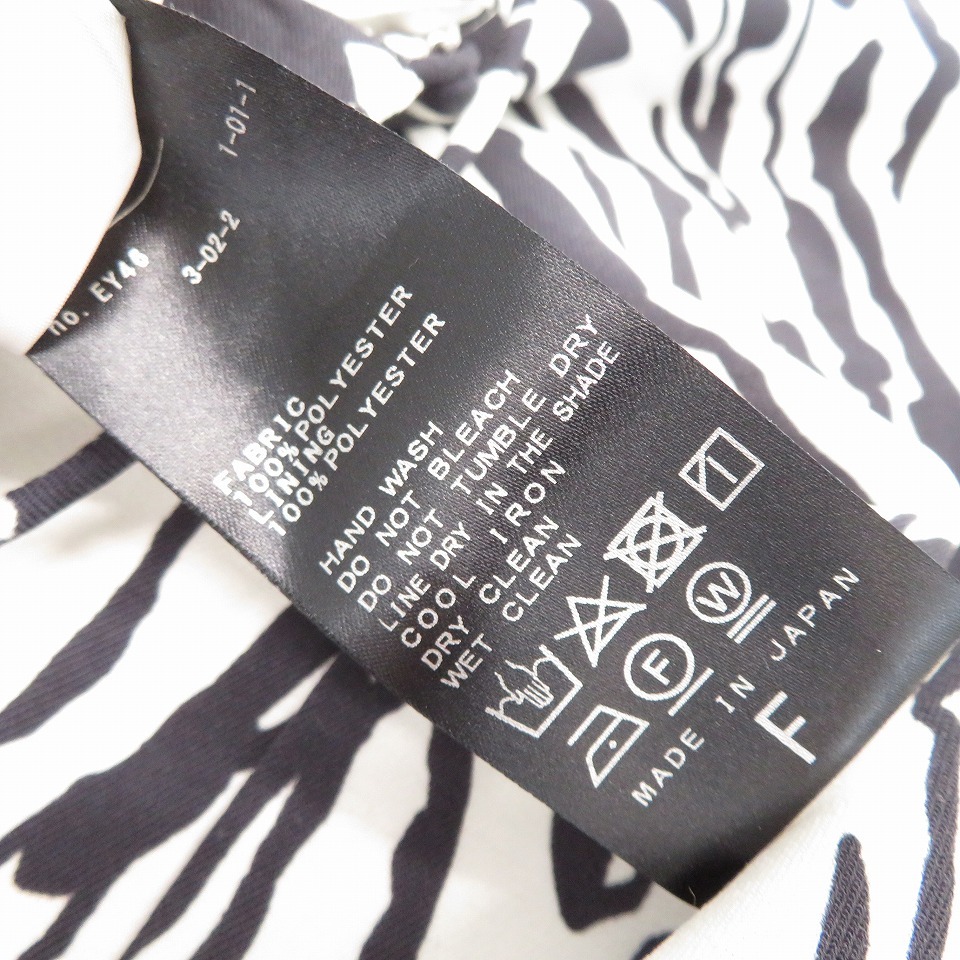 no. EY46
3-02-2
1-01-1
FABRIC
100% POLYESTER
LINING
100% POLYESTER
HAND WASH
DO NOT BLEACH
DO NOT TUMBLE DRY
LINE DRY IN THE SHADE
COOL IRON
DRY CLEAN
WET CLEAN
F
W
MADE IN JAPAN
F